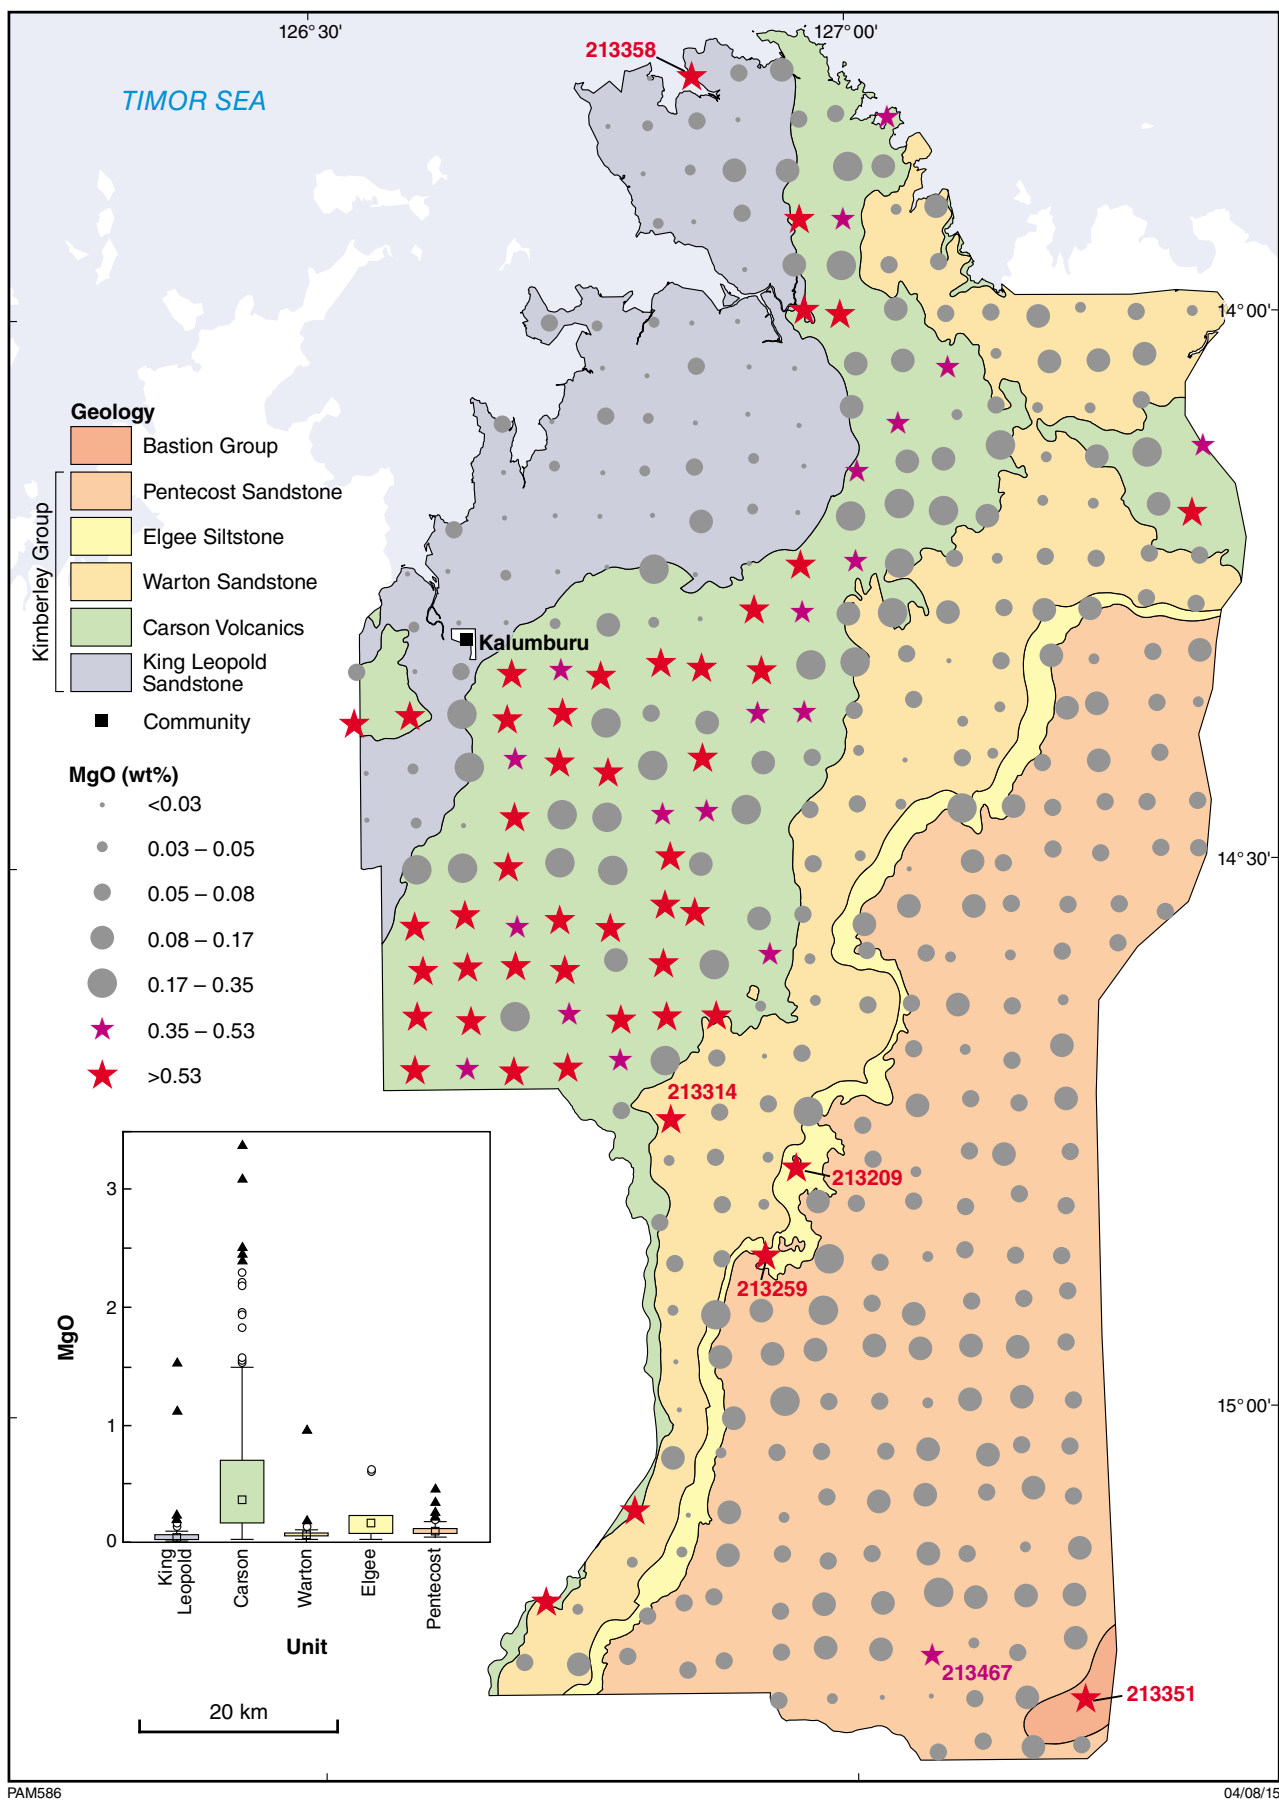 126°30'
127°00'
213358
TIMOR SEA
14°00'
Geology
Bastion Group
Pentecost Sandstone
Elgee Siltstone
Warton Sandstone
Carson Volcanics
King Leopold
Sandstone
Kimberley Group
Community
Kalumburu
MgO (wt%)
<0.03
0.03 – 0.05
0.05 – 0.08
0.08 – 0.17
0.17 – 0.35
0.35 – 0.53
>0.53
14°30'
213314
213209
213259
3
2
1
0
MgO
King
Leopold
Carson
Warton
Elgee
Pentecost
Unit
15°00'
213467
213351
20 km
PAM586
04/08/15